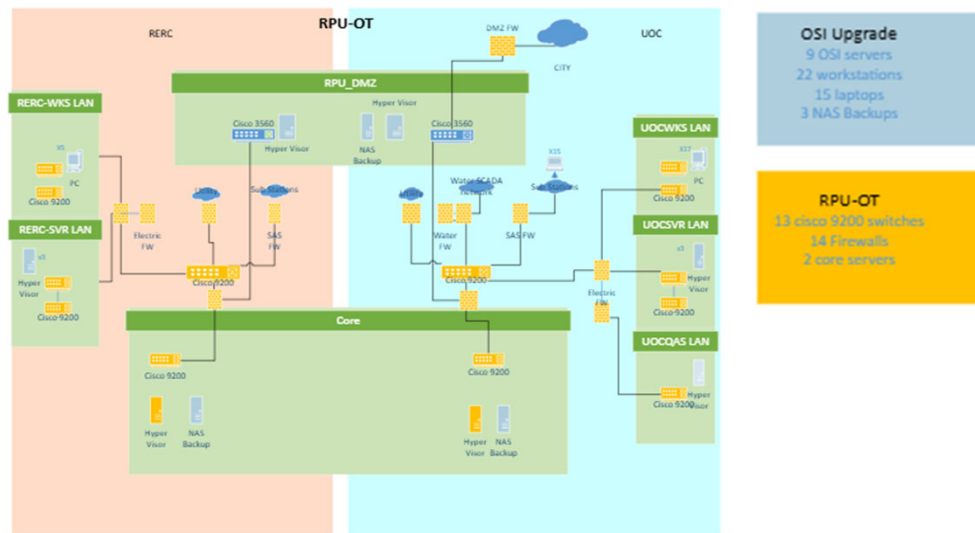 RPU-OT
RERC
UOC
DMZ FW
CITY
RPU_DMZ
Cisco 3560
Hyper Visor
Hyper Visor
NAS
Backup
Cisco 3560
RERC-WKS LAN
X5
PC
Cisco 9200
RERC-SVR LAN
x3
Hyper
Visor
Cisco 9200
Electric
FW
Utility
Sub Stations
SAS
FW
Cisco 9200
Utility
Water SCADA
network
Water
FW
X15
Sub Stations
SAS FW
Cisco 9200
Electric
FW
UOCWKS LAN
X17
PC
Cisco 9200
UOCSVR LAN
x3
Hyper
Visor
Cisco 9200
UOCQAS LAN
Cisco 9200
Hyper
Visor
Core
Cisco 9200
Hyper
Visor
NAS
Backup
Cisco 9200
Hyper
Visor
NAS
Backup
OSI Upgrade
9 OSI servers
22 workstations
15 laptops
3 NAS Backups
RPU-OT
13 cisco 9200 switches
14 Firewalls
2 core servers